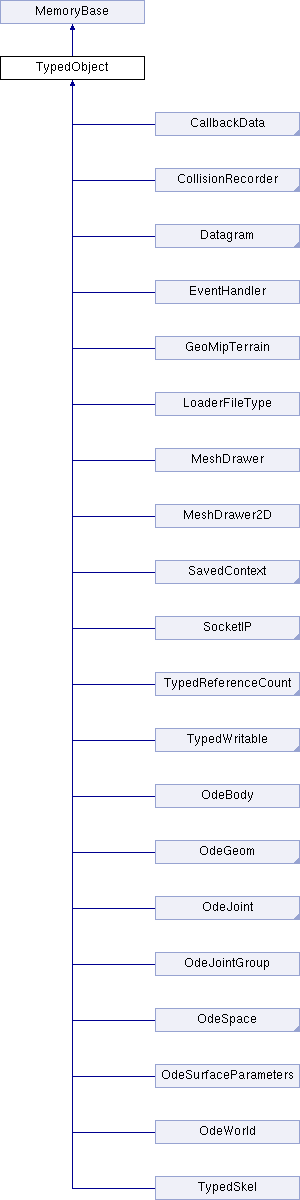 MemoryBase
TypedObject
CallbackData
CollisionRecorder
Datagram
EventHandler
GeoMipTerrain
LoaderFileType
MeshDrawer
MeshDrawer2D
SavedContext
SocketIP
TypedReferenceCount
TypedWritable
OdeBody
OdeGeom
OdeJoint
OdeJointGroup
OdeSpace
OdeSurfaceParameters
OdeWorld
TypedSkel